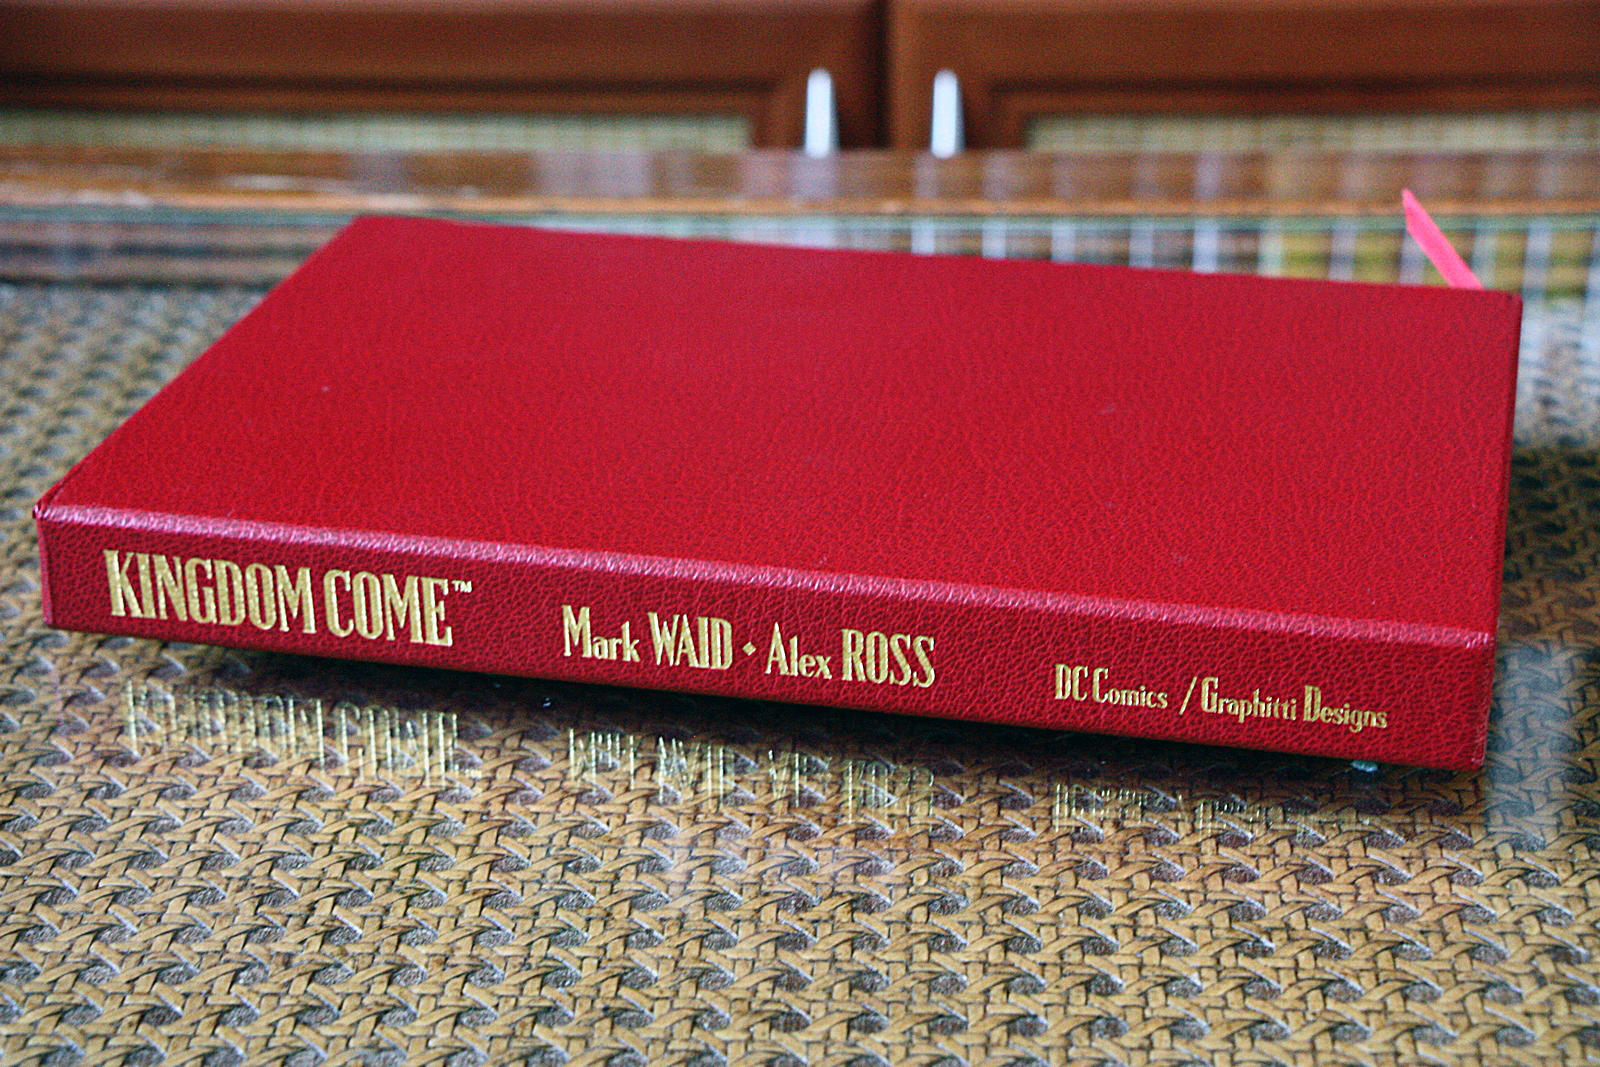 KINGDOM COME™ Mark WAID • Alex ROSS DC Comics / Graphitti Designs